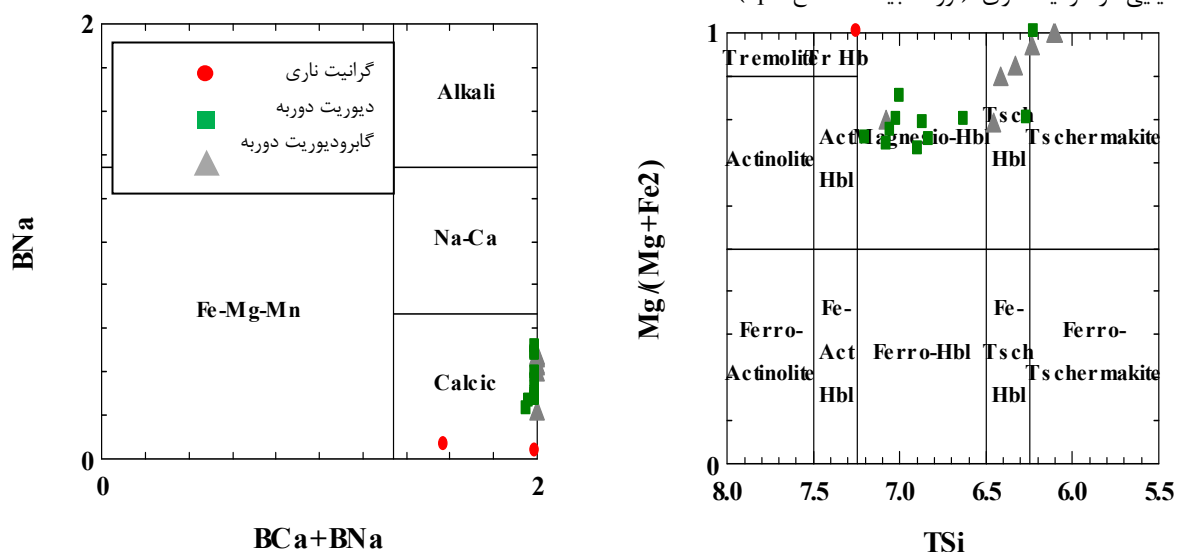 2
BNa
0
0
2
BCa+BNa
گرانیت ناری
دیوریت دوربه
گابرودیوریت دوربه
Alkali
Na-Ca
Fe-Mg-Mn
Calcic
1
Mg/(Mg+Fe2)
0
Tremolite
Tr Hb
Actinolite
Act
Hbl
Magnesio-Hbl
Tsch
Hbl
Tschermakite
Ferro-
Actinolite
Fe-
Act
Hbl
Ferro-Hbl
Fe-
Tsch
Hbl
Ferro-
Tschermakite
8.0 7.5 7.0 6.5 6.0 5.5
TSi